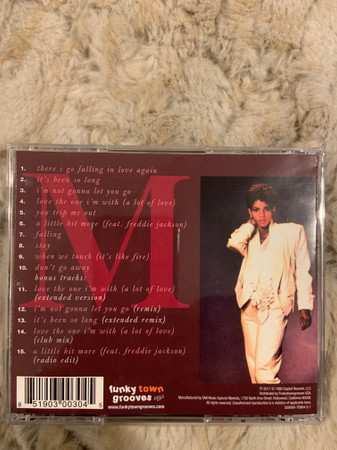 M
1. there i go falling in love again
2. it's been so long
3. i'm not gonna let you go
4. love the one i'm with (a lot of love)
5. you trip me out
6. a little bit more (feat. freddie jackson)
7. falling
8. stay
9. when we touch (it's like fire)
10. don't go away
bonus tracks:
11. love the one i'm with (a lot of love)
(extended version)
12. i'm not gonna let you go (remix)
13. it's been so long (extended remix)
14. love the one i'm with (a lot of love)
(club mix)
15. a little bit more (feat. freddie jackson)
(radio edit)
8 51903 00304 5
funky town
grooves
www.funkytowngrooves.com